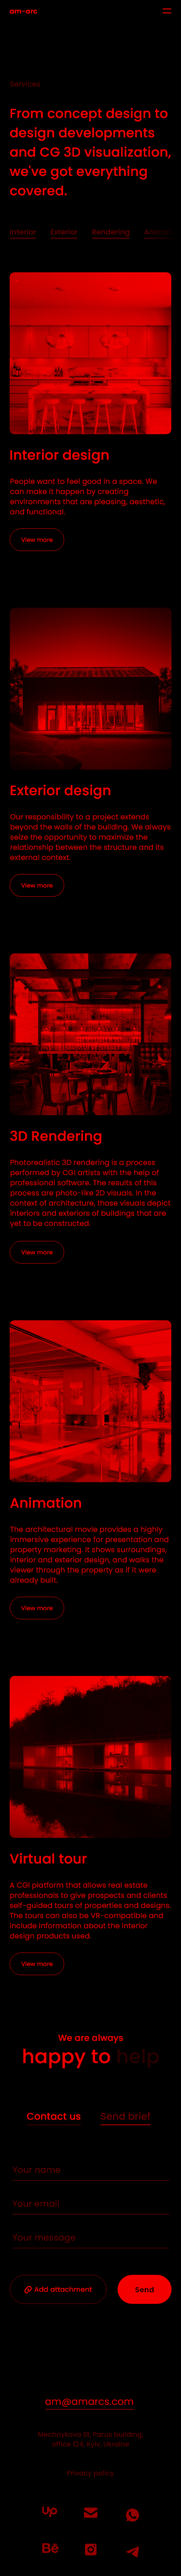 am-arc
Services
From concept design to
design developments
and CG 3D visualization,
we've got everything
covered.
Interior Exterior Rendering
Interior design
People want to feel good in a space. We
can make it happen by creating
environments that are pleasing, aesthetic,
and functional.
View more
Exterior design
Our responsibility to a project extends
beyond the walls of the building. We always
seize the opportunity to maximize the
relationship between the structure and its
external context.
View more
3D Rendering
Photorealistic 3D rendering is a process
performed by CGI artists with the help of
professional software. The results of this
process are photo-like 2D visuals. In the
context of architecture, those visuals depict
interiors and exteriors of buildings that are
yet to be constructed.
View more
Animation
The architectural movie provides a highly
immersive experience for presentation and
property marketing. It shows surroundings,
interior and exterior design, and walks the
viewer through the property as if it were
already built.
View more
Virtual tour
A CGI platform that allows real estate
professionals to give prospects and clients
self-guided tours of properties and designs.
The tours can also be VR-compatible and
include information about the interior
design products used.
View more
We are always
happy to help
Contact us Send brief
Your name
Your email
Your message
Add attachment Send
am@amarcs.com
office 124, Kyiv, Ukraine
Privacy policy
Up
Bē